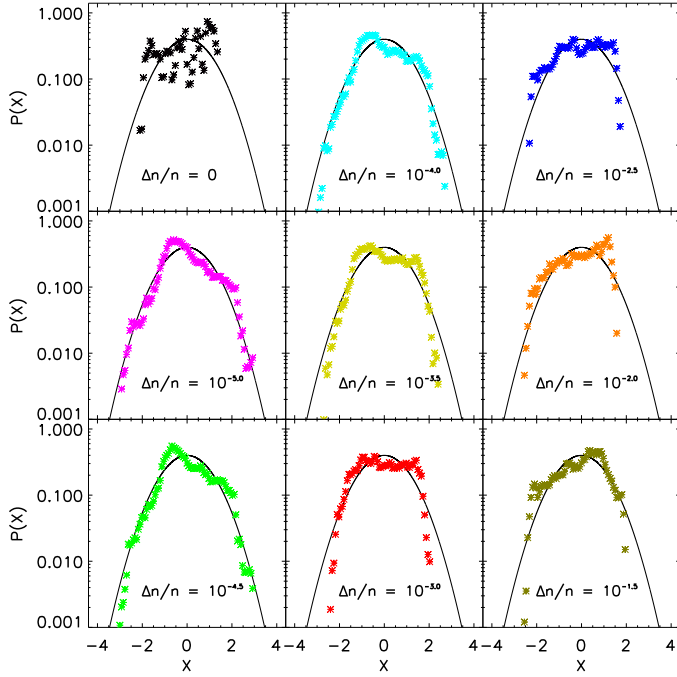 1.000
0.100
0.010
0.001
P(X)
Δn/n = 0
Δn/n = 10^-4.0
Δn/n = 10^-2.5
1.000
0.100
0.010
0.001
P(X)
Δn/n = 10^-5.0
Δn/n = 10^-3.5
Δn/n = 10^-2.0
1.000
0.100
0.010
0.001
P(X)
Δn/n = 10^-4.5
Δn/n = 10^-3.0
Δn/n = 10^-1.5
−4 −2 0 2 4
−4 −2 0 2 4
−4 −2 0 2 4
X
X
X